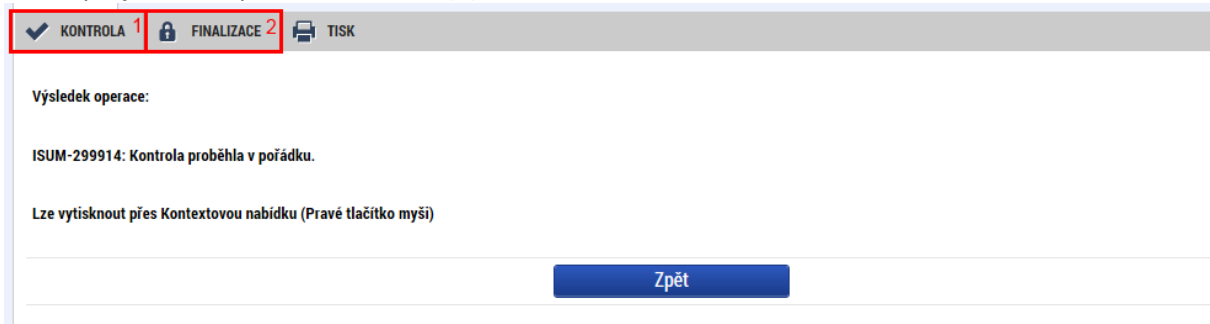 KONTROLA 1 FINALIZACE 2 TISK
Výsledek operace:
ISUM-299914: Kontrola proběhla v pořádku.
Lze vytisknout přes Kontextovou nabídku (Pravé tlačítko myši)
Zpět